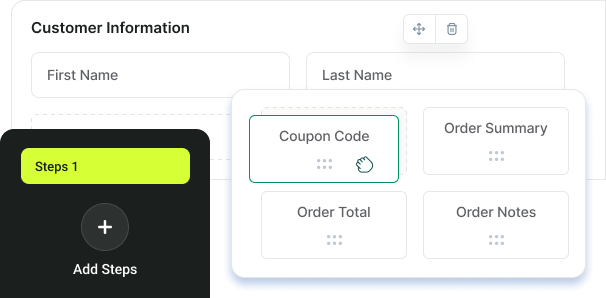 Customer Information
First Name
Last Name
Coupon Code
Order Summary
Steps 1
Order Total
Order Notes
Add Steps